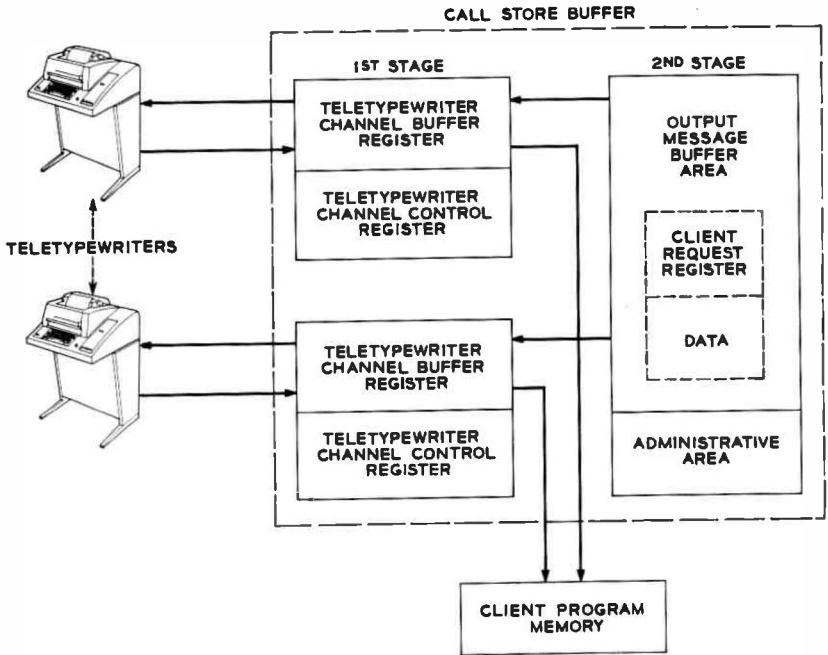 CALL STORE BUFFER
1ST STAGE
2ND STAGE
TELETYPEWRITER
CHANNEL BUFFER
REGISTER
TELETYPEWRITER
CHANNEL CONTROL
REGISTER
OUTPUT
MESSAGE
BUFFER
AREA
CLIENT
REQUEST
REGISTER
DATA
ADMINISTRATIVE
AREA
TELETYPEWRITERS
TELETYPEWRITER
CHANNEL BUFFER
REGISTER
TELETYPEWRITER
CHANNEL CONTROL
REGISTER
CLIENT PROGRAM
MEMORY